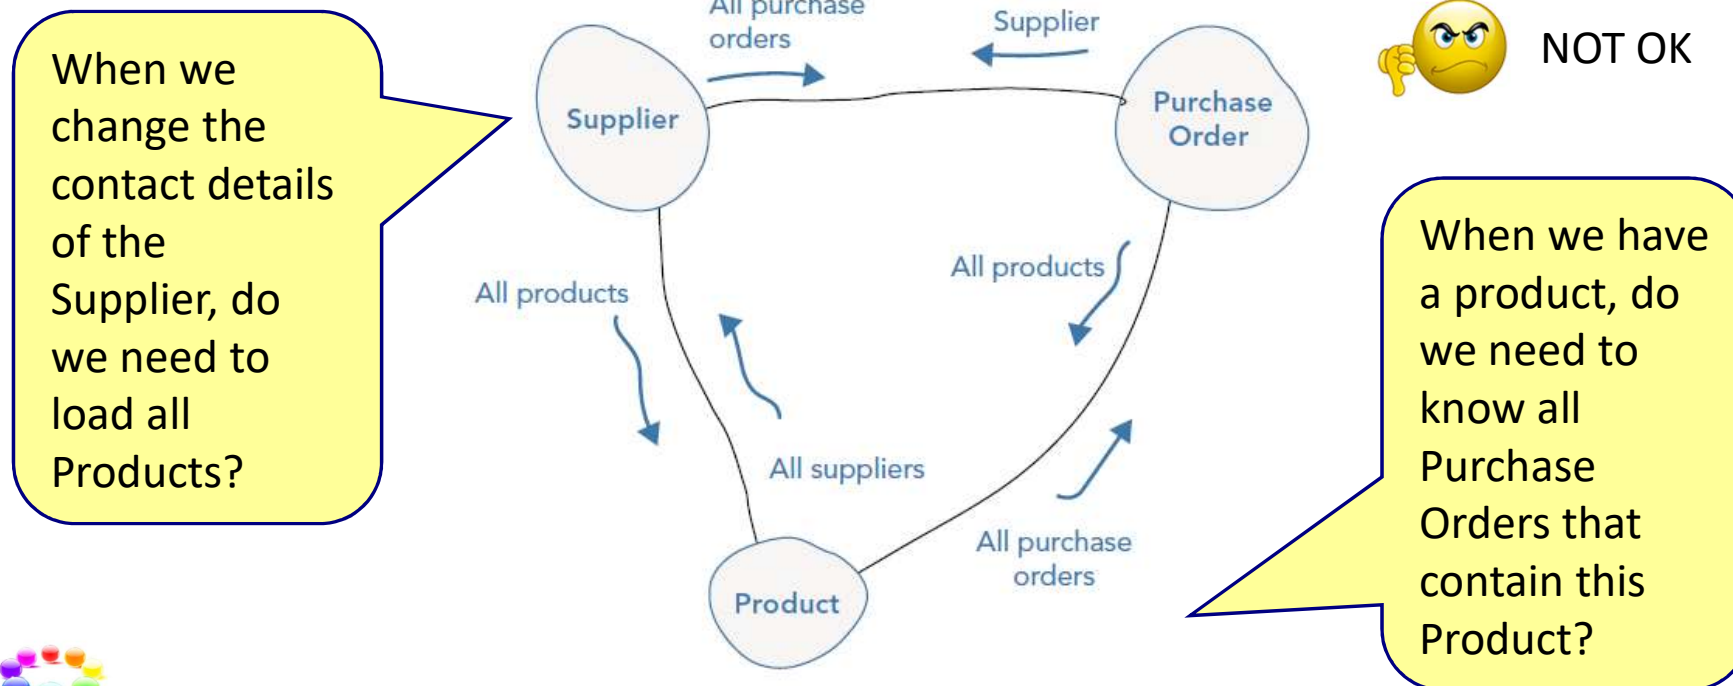 When we
change the
contact details
of the
Supplier, do
we need to
load all
Products?
All purchase
orders
Supplier
NOT OK
Supplier
Purchase
Order
All products
All products
All suppliers
All purchase
orders
Product
When we have
a product, do
we need to
know all
Purchase
Orders that
contain this
Product?